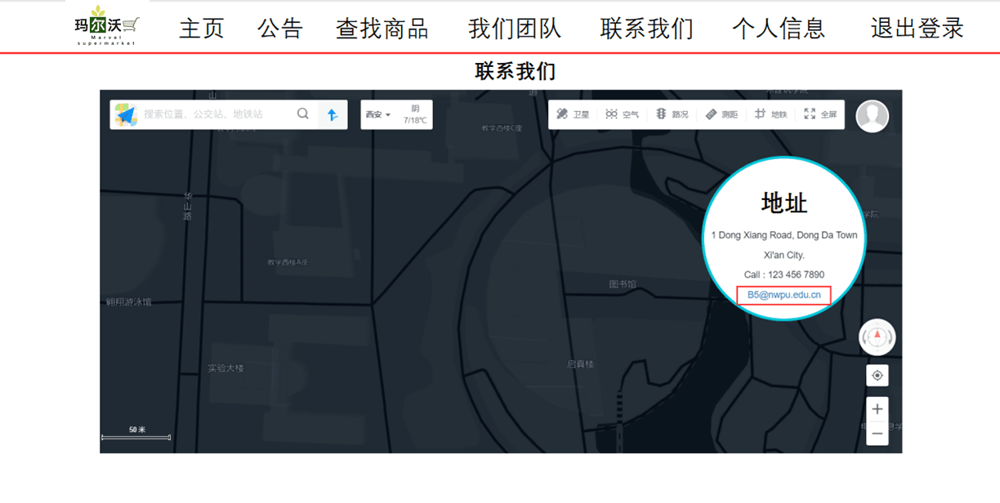 玛尔沃
Marvel
supermarket
主页 公告 查找商品 我们团队 联系我们 个人信息 退出登录
联系我们
搜索位置、公交站、地铁站
西安
阴
7/18℃
卫星 空气 路况 测距 地铁 全屏
山
道
教学西楼C座
华山路
地址
学院
1 Dong Xiang Road, Dong Da Town
Xi'an City.
Call : 123 456 7890
B5@nwpu.edu.cn
教学西楼A座
图书馆
翱翔游泳馆
启真楼
实验大楼
50 米